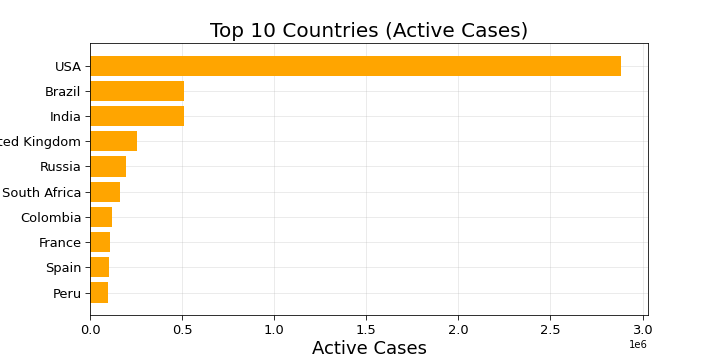 Top 10 Countries (Active Cases)
USA
Brazil
India
ted Kingdom
Russia
South Africa
Colombia
France
Spain
Peru
0.0 0.5 1.0 1.5 2.0 2.5 3.0
1e6
Active Cases